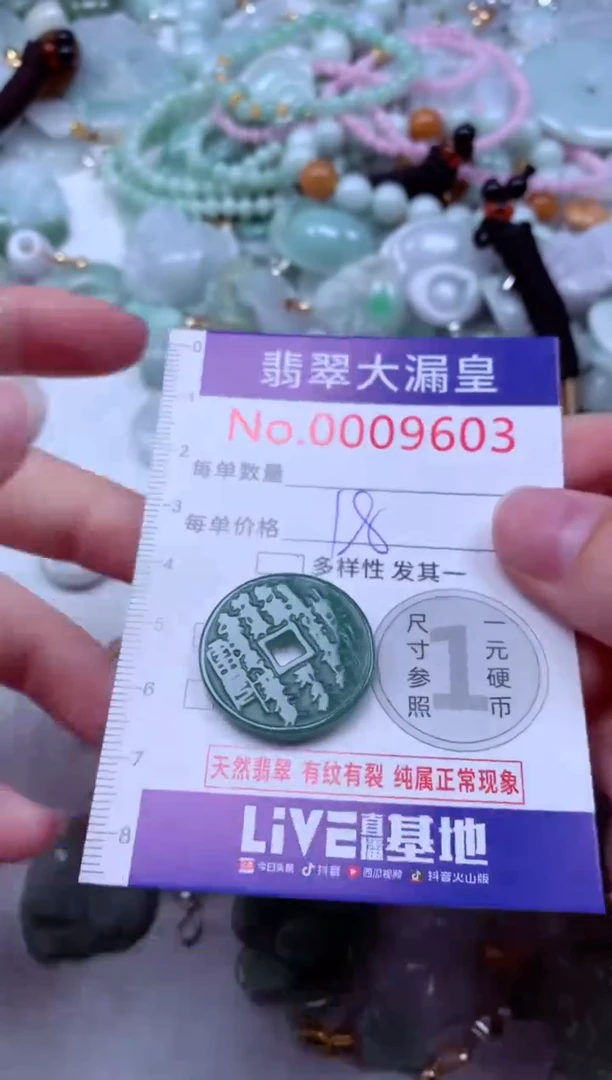 0
翡翠大漏皇
1
No.0009603
2
每单数量
3
每单价格 18
4
多样性 发其一
5
尺寸参照 1 一元硬币
6
7
天然翡翠 有纹有裂 纯属正常现象
8
LiVE直播基地
今日头条 抖音 西瓜视频 抖音火山版